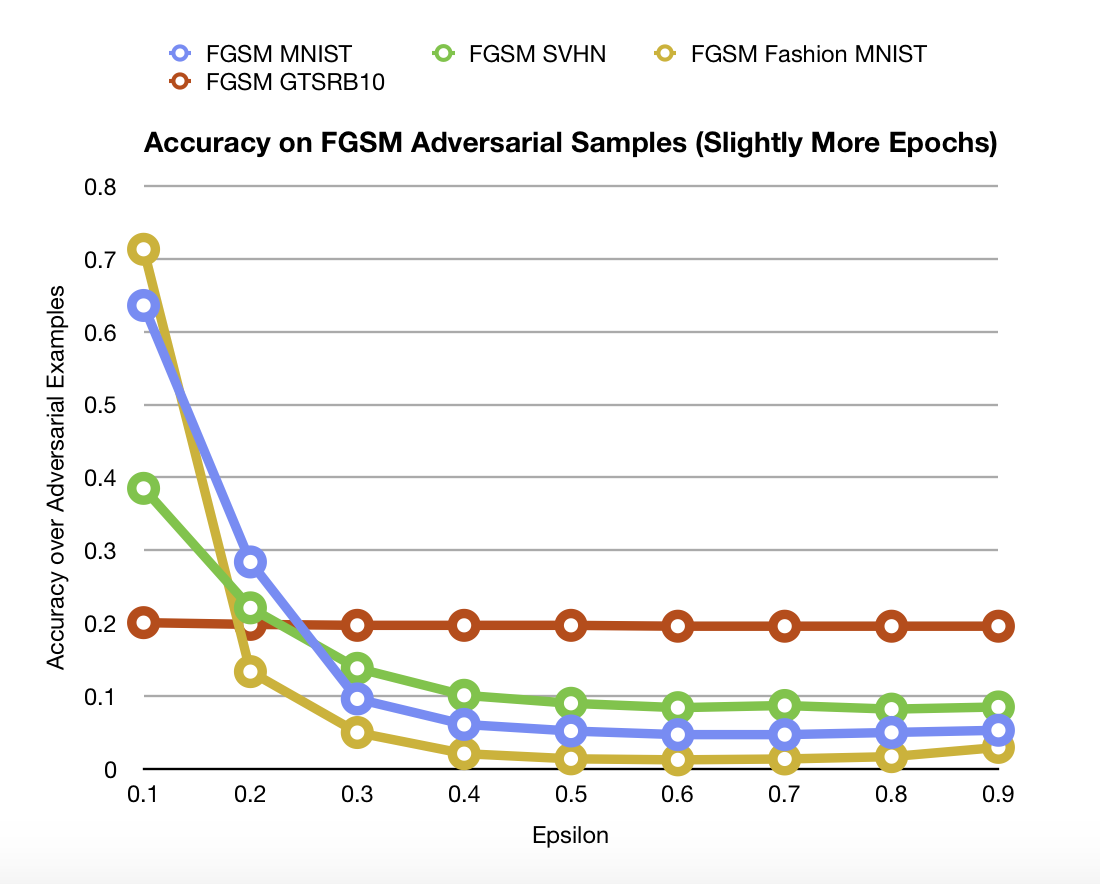 FGSM MNIST FGSM SVHN FGSM Fashion MNIST
FGSM GTSRB10
Accuracy on FGSM Adversarial Samples (Slightly More Epochs)
Accuracy over Adversarial Examples
0.8
0.7
0.6
0.5
0.4
0.3
0.2
0.1
0
0.1 0.2 0.3 0.4 0.5 0.6 0.7 0.8 0.9
Epsilon